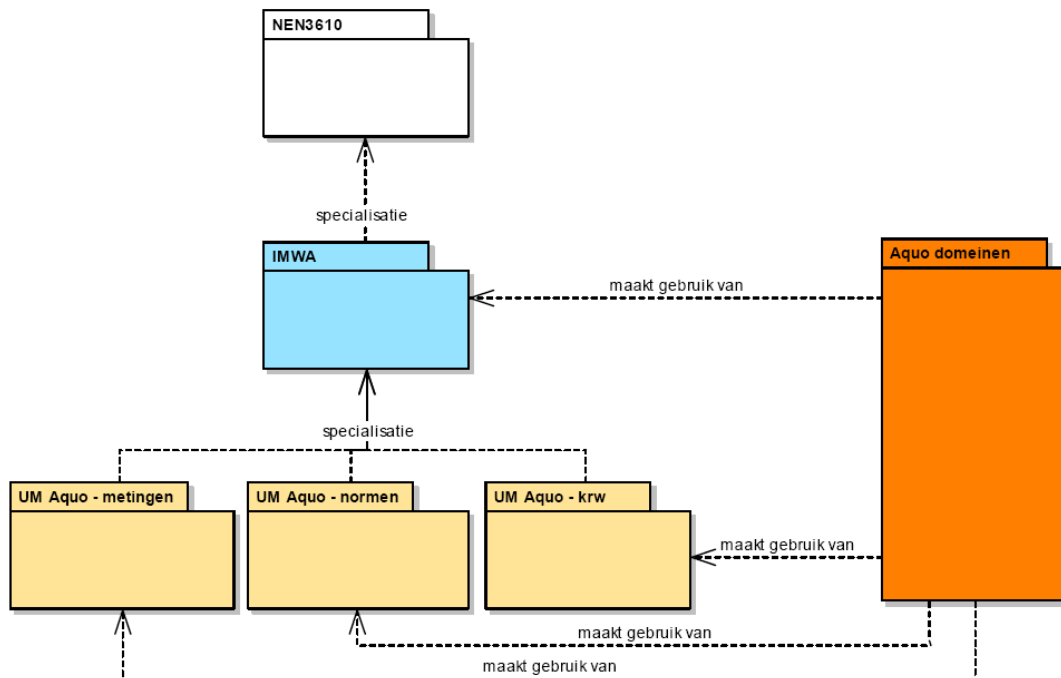 NEN3610
specialisatie
IMWA
Aquo domeinen
maakt gebruik van
specialisatie
UM Aquo - metingen
UM Aquo - normen
UM Aquo - krw
maakt gebruik van
maakt gebruik van
maakt gebruik van